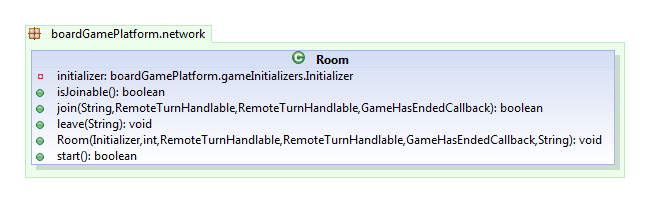 boardGamePlatform.network
Room
initializer: boardGamePlatform.gameInitializers.Initializer
isJoinable(): boolean
join(String,RemoteTurnHandlable,RemoteTurnHandlable,GameHasEndedCallback): boolean
leave(String): void
Room(Initializer,int,RemoteTurnHandlable,RemoteTurnHandlable,GameHasEndedCallback,String): void
start(): boolean